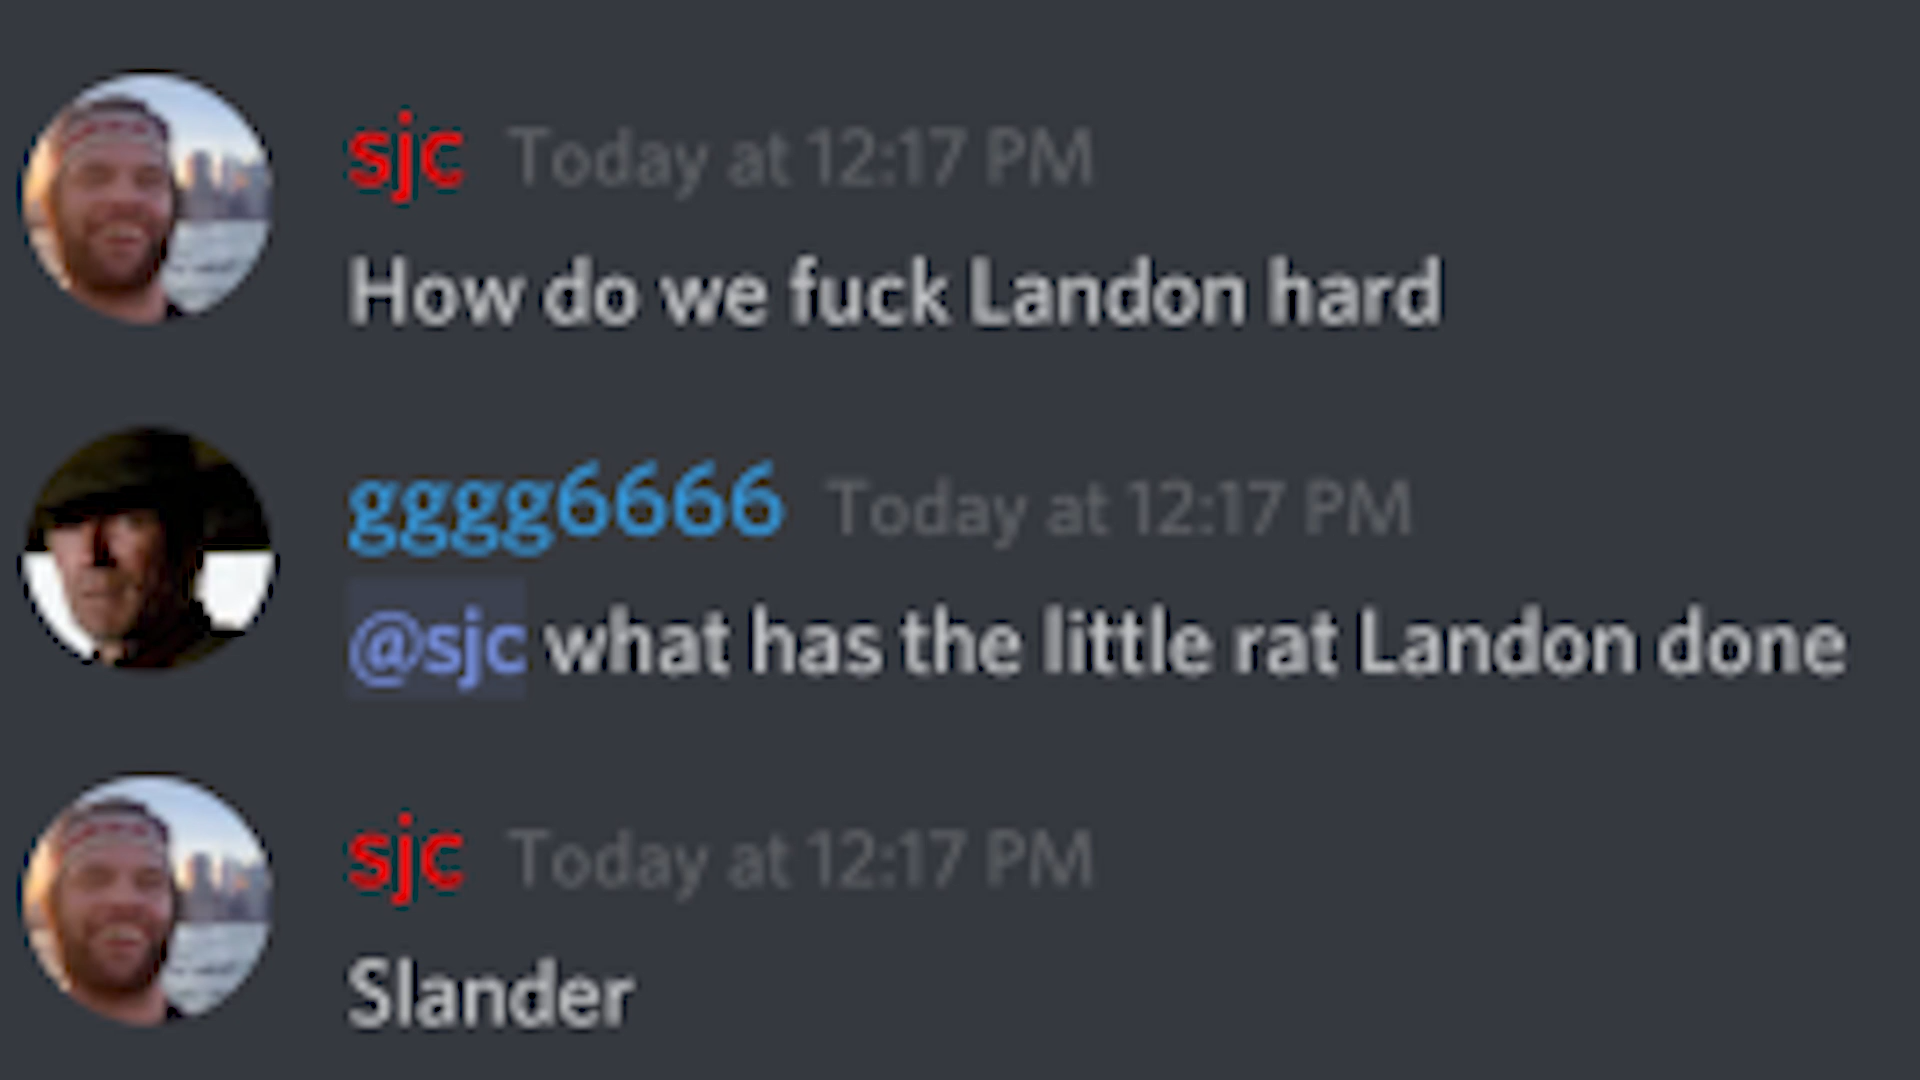 sjc Today at 12:17 PM
How do we fuck Landon hard
gggg6666 Today at 12:17 PM
@sjc what has the little rat Landon done
sjc Today at 12:17 PM
Slander